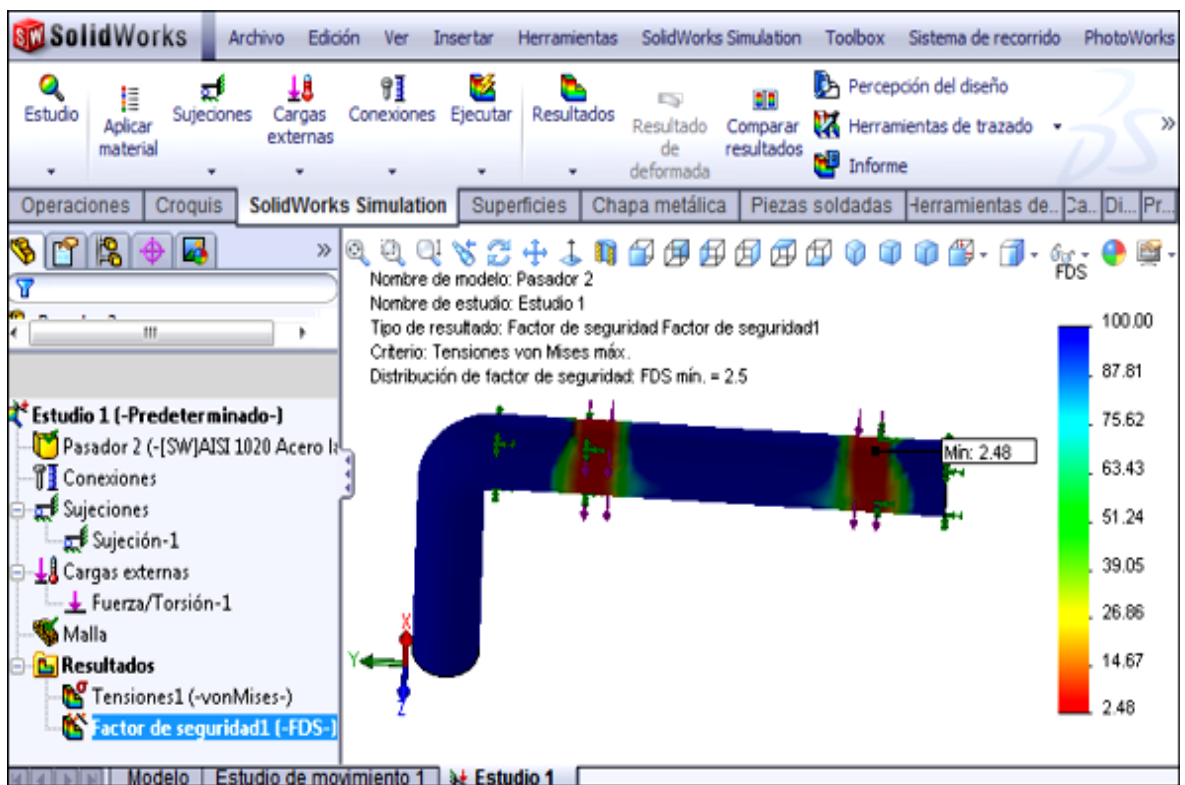 SolidWorks Archivo Edición Ver Insertar Herramientas SolidWorks Simulation Toolbox Sistema de recorrido PhotoWorks
Estudio
Aplicar material
Sujeciones
Cargas externas
Conexiones
Ejecutar
Resultados
Resultado de deformada
Comparar resultados
Percepción del diseño
Herramientas de trazado
Informe
»
Operaciones Croquis SolidWorks Simulation Superficies Chapa metálica Piezas soldadas Herramientas de... Ca... Di... Pr...
»
Nombre de modelo: Pasador 2
Nombre de estudio: Estudio 1
Tipo de resultado: Factor de seguridad Factor de seguridad1
Criterio: Tensiones von Mises máx.
Distribución de factor de seguridad: FDS mín. = 2.5
Estudio 1 (-Predeterminado-)
Pasador 2 (-[SW]AISI 1020 Acero la
Conexiones
Sujeciones
Sujeción-1
Cargas externas
Fuerza/Torsión-1
Malla
Resultados
Tensiones1 (-vonMises-)
Factor de seguridad1 (-FDS-)
Min: 2.48
X
Y
Z
FDS
100.00
87.81
75.62
63.43
51.24
39.05
26.86
14.67
2.48
Modelo Estudio de movimiento 1 Estudio 1